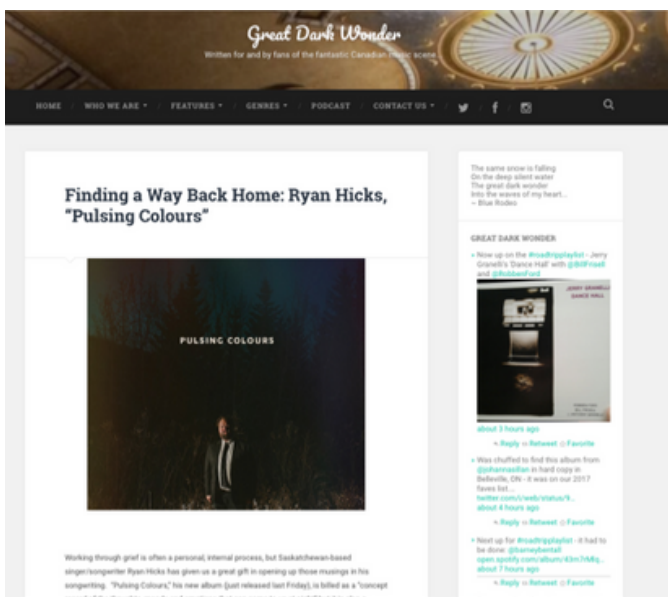 Great Dark Wonder
Written for and by fans of the fantastic Canadian music scene
HOME / WHO WE ARE / FEATURES / GENRES / PODCAST / CONTACT US
Finding a Way Back Home: Ryan Hicks,
"Pulsing Colours"
PULSING COLOURS
Working through grief is often a personal, internal process, but Saskatchewan-based
singer/songwriter Ryan Hicks has given us a great gift in opening up those musings in his
songwriting. "Pulsing Colours," his new album (just released last Friday), is billed as a "concept
The same snow is falling
On the deep silent water
The great dark wonder
Into the waves of my heart...
~ Blue Rodeo
GREAT DARK WONDER
Now up on the #roadtripplaylist - Jerry
Granelli's 'Dance Hall' with @BillFrisell
and @RobbenFord
JERRY GRANELLI
DANCE HALL
about 3 hours ago
Reply Retweet Favorite
Was chuffed to find this album from
@johannasillan in hard copy in
Belleville, ON - it was on our 2017
faves list...
twitter.com/i/web/status/9...
about 4 hours ago
Reply Retweet Favorite
Next up for #roadtripplaylist - it had to
be done @barneybentall
about 7 hours ago
Reply Retweet Favorite